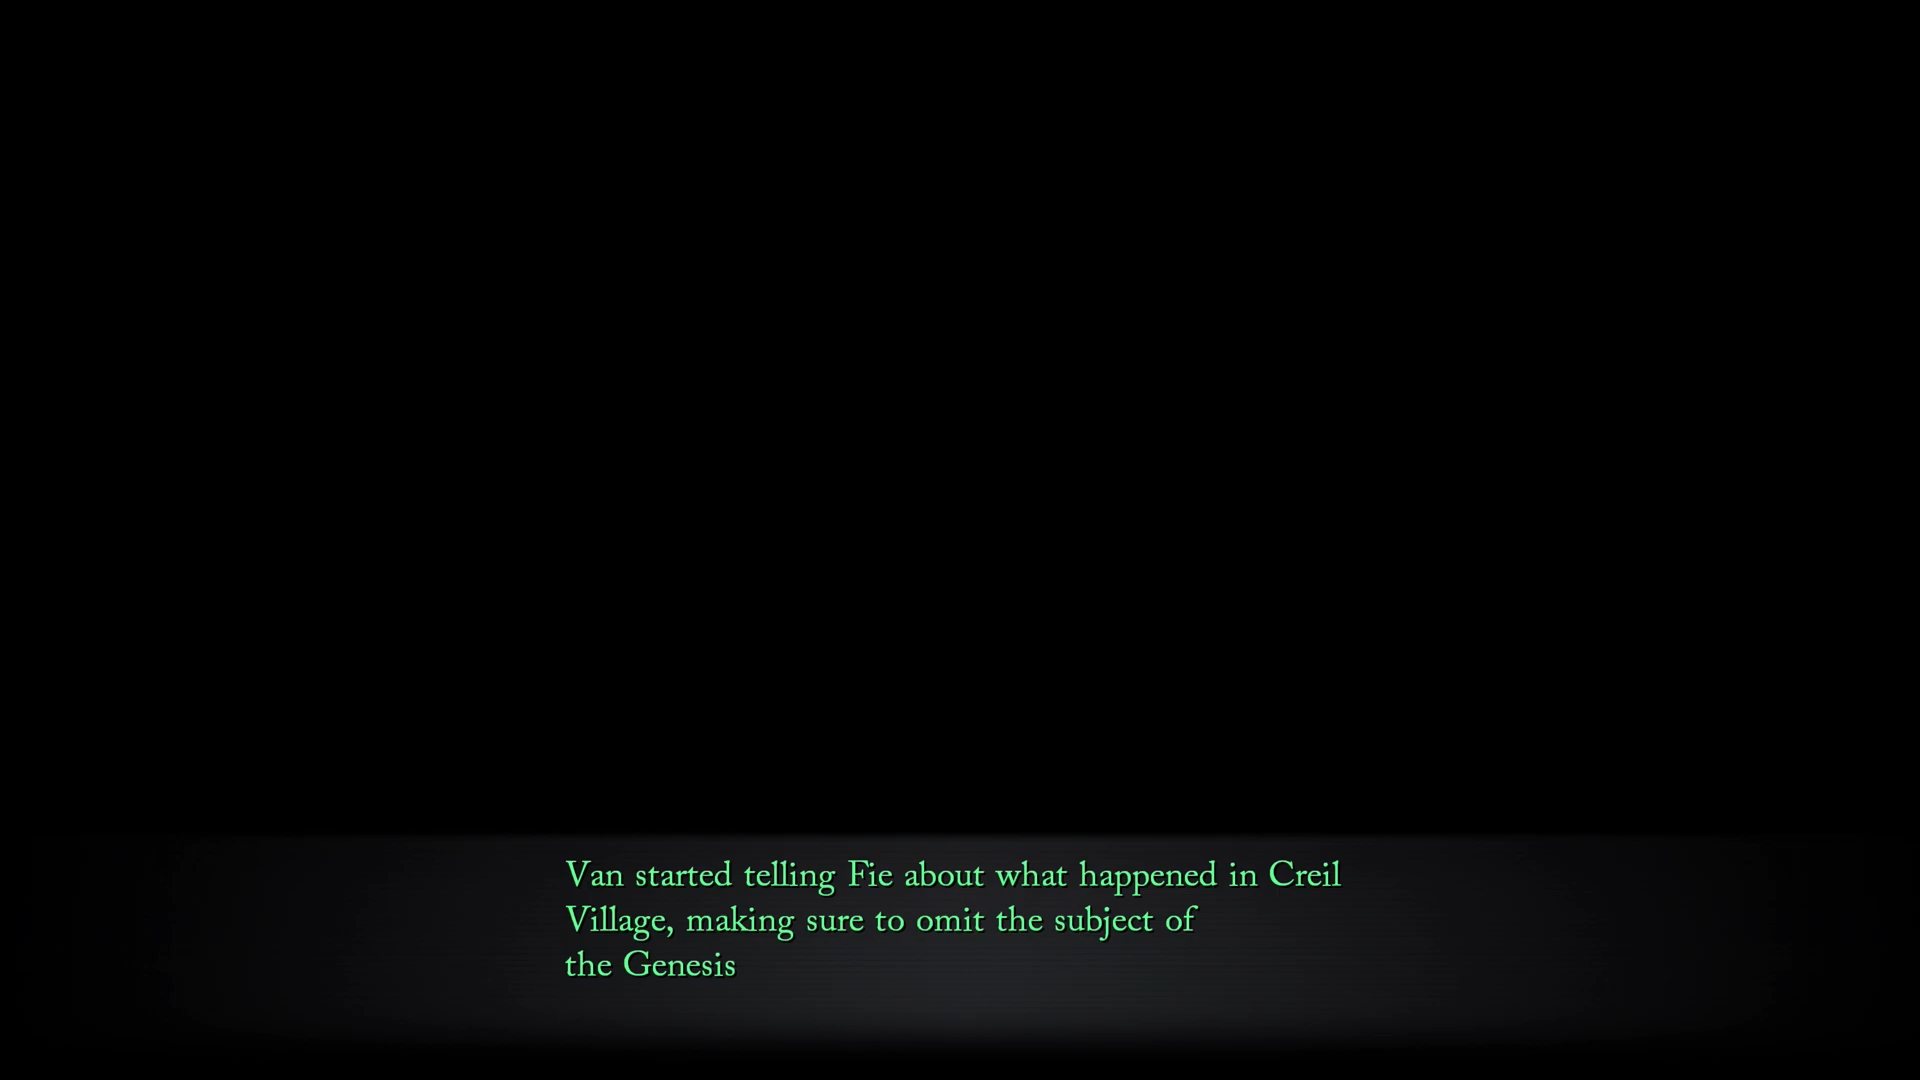 Van started telling Fie about what happened in Creil
Village, making sure to omit the subject of
the Genesis